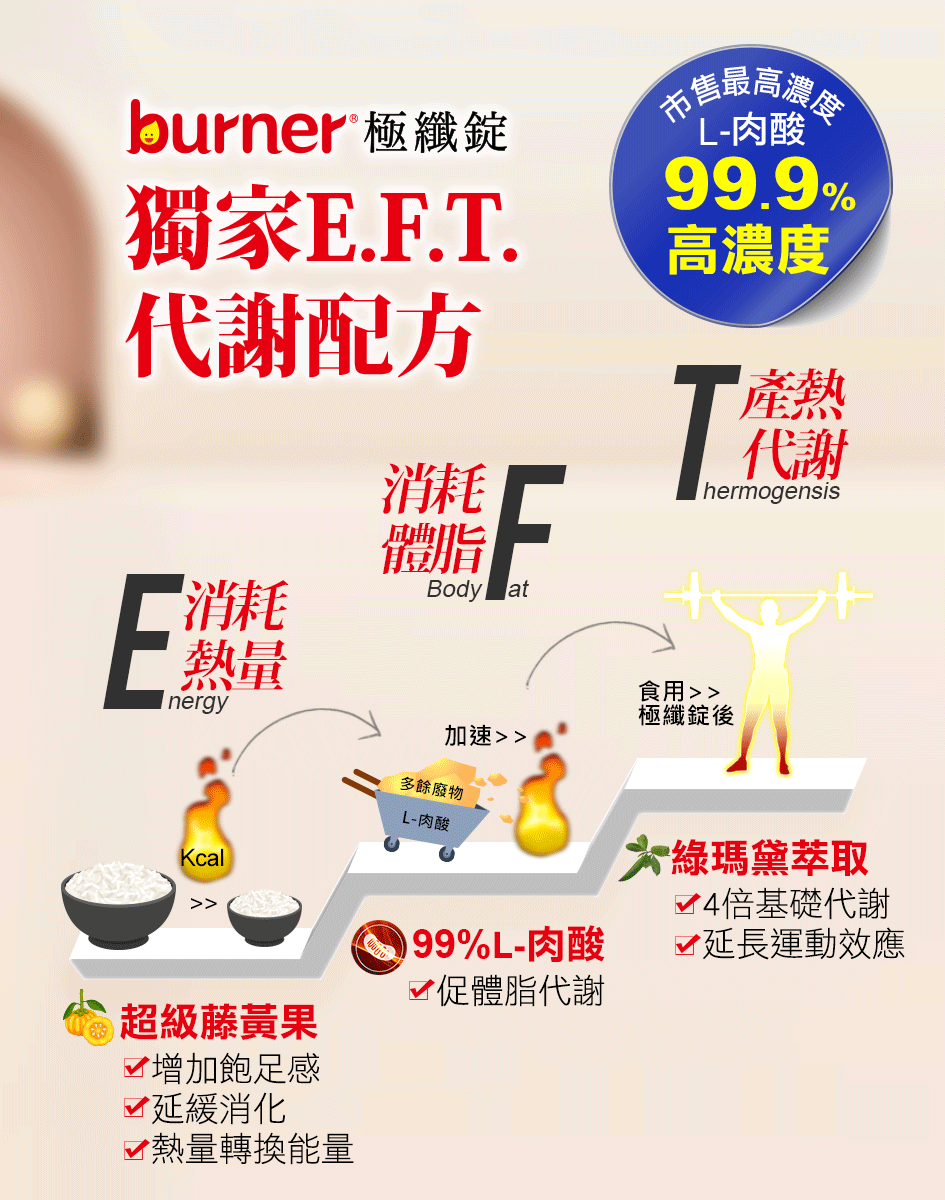 burner® 極纖錠
獨家E.F.T.
代謝配方
市售最高濃度
L-肉酸
99.9%
高濃度
T 產熱
代謝
hermogensis
消耗
體脂
Body Fat
E 消耗
熱量
nergy
食用>>
極纖錠後
加速>>
多餘廢物
L-肉酸
Kcal
>>
綠瑪黛萃取
4倍基礎代謝
延長運動效應
99%L-肉酸
促體脂代謝
超級藤黃果
增加飽足感
延緩消化
熱量轉換能量